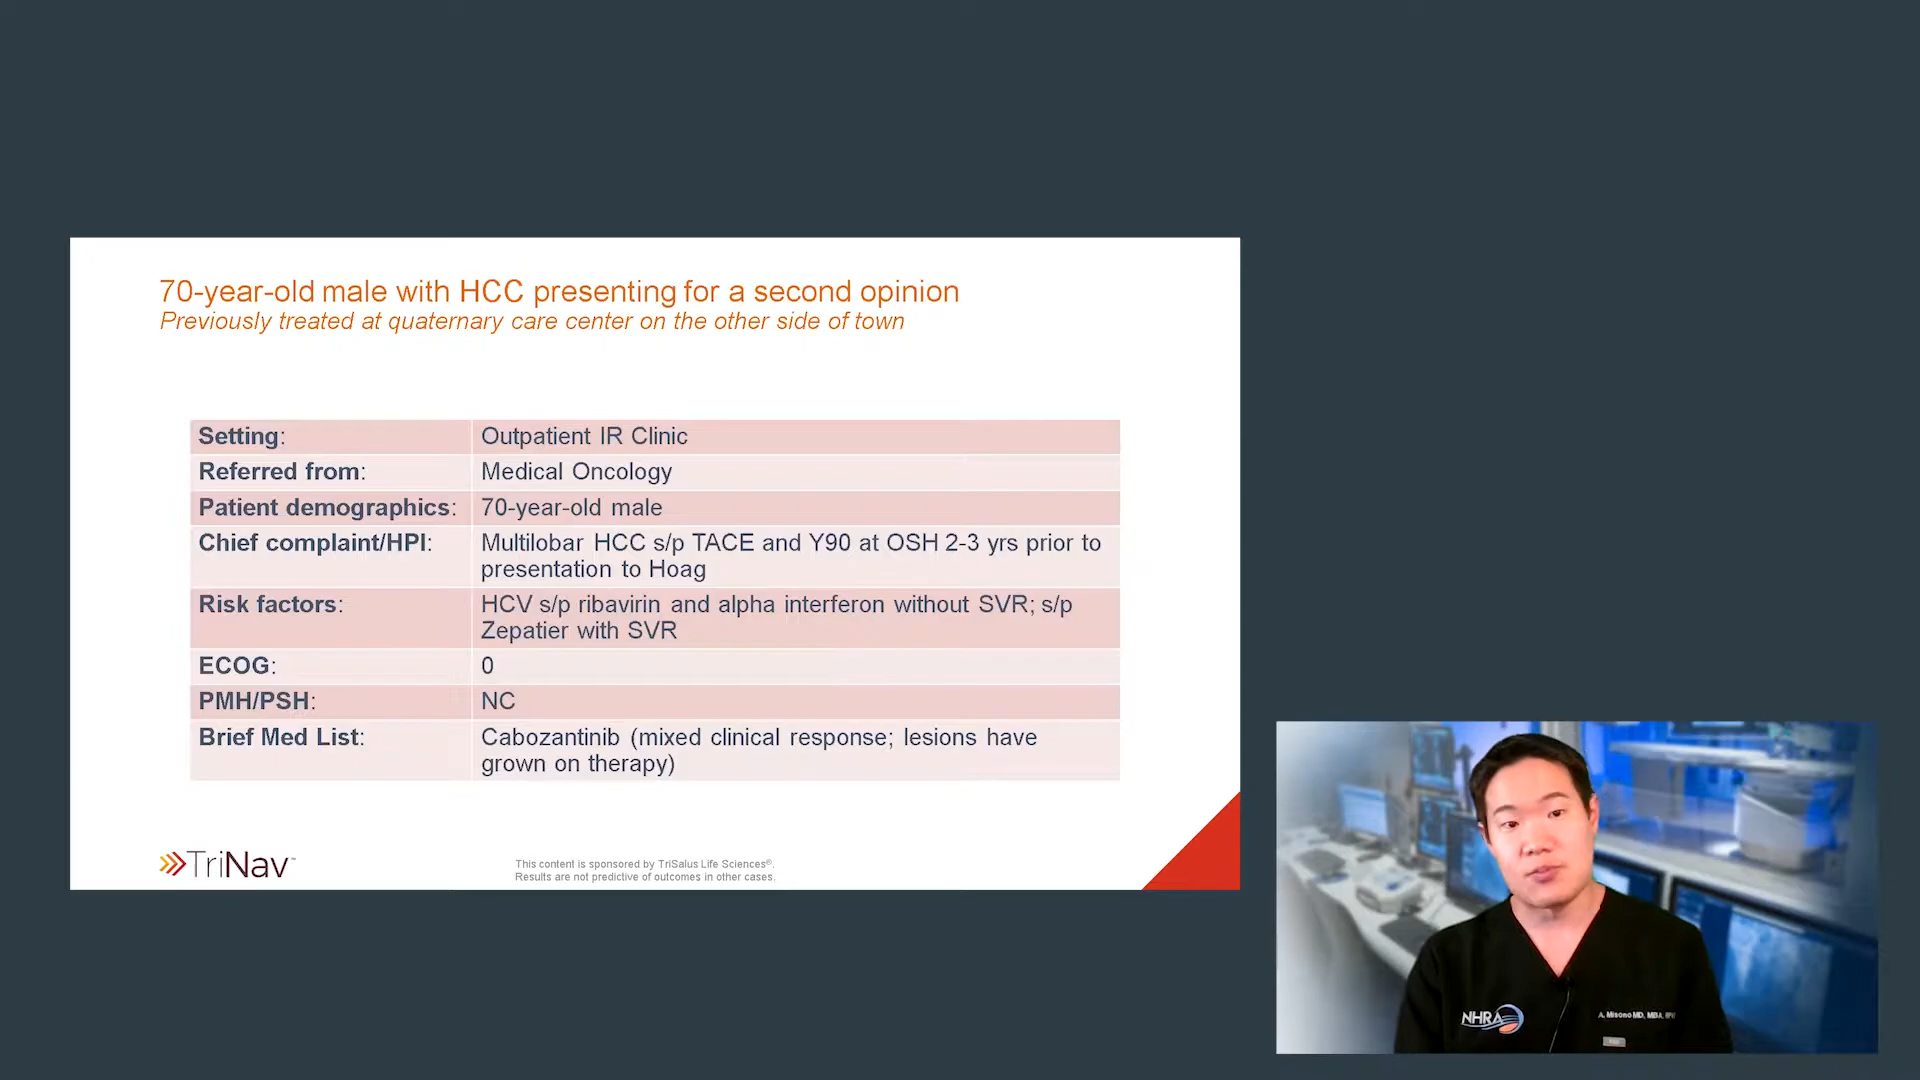 70-year-old male with HCC presenting for a second opinion
Previously treated at quaternary care center on the other side of town
Setting: Outpatient IR Clinic
Referred from: Medical Oncology
Patient demographics: 70-year-old male
Chief complaint/HPI: Multilobar HCC s/p TACE and Y90 at OSH 2-3 yrs prior to
presentation to Hoag
Risk factors: HCV s/p ribavirin and alpha interferon without SVR; s/p
Zepatier with SVR
ECOG: 0
PMH/PSH: NC
Brief Med List: Cabozantinib (mixed clinical response; lesions have
grown on therapy)
TriNav™
This content is sponsored by TriSalus Life Sciences®.
Results are not predictive of outcomes in other cases.
NHRA
A. Misono MD, MBA,